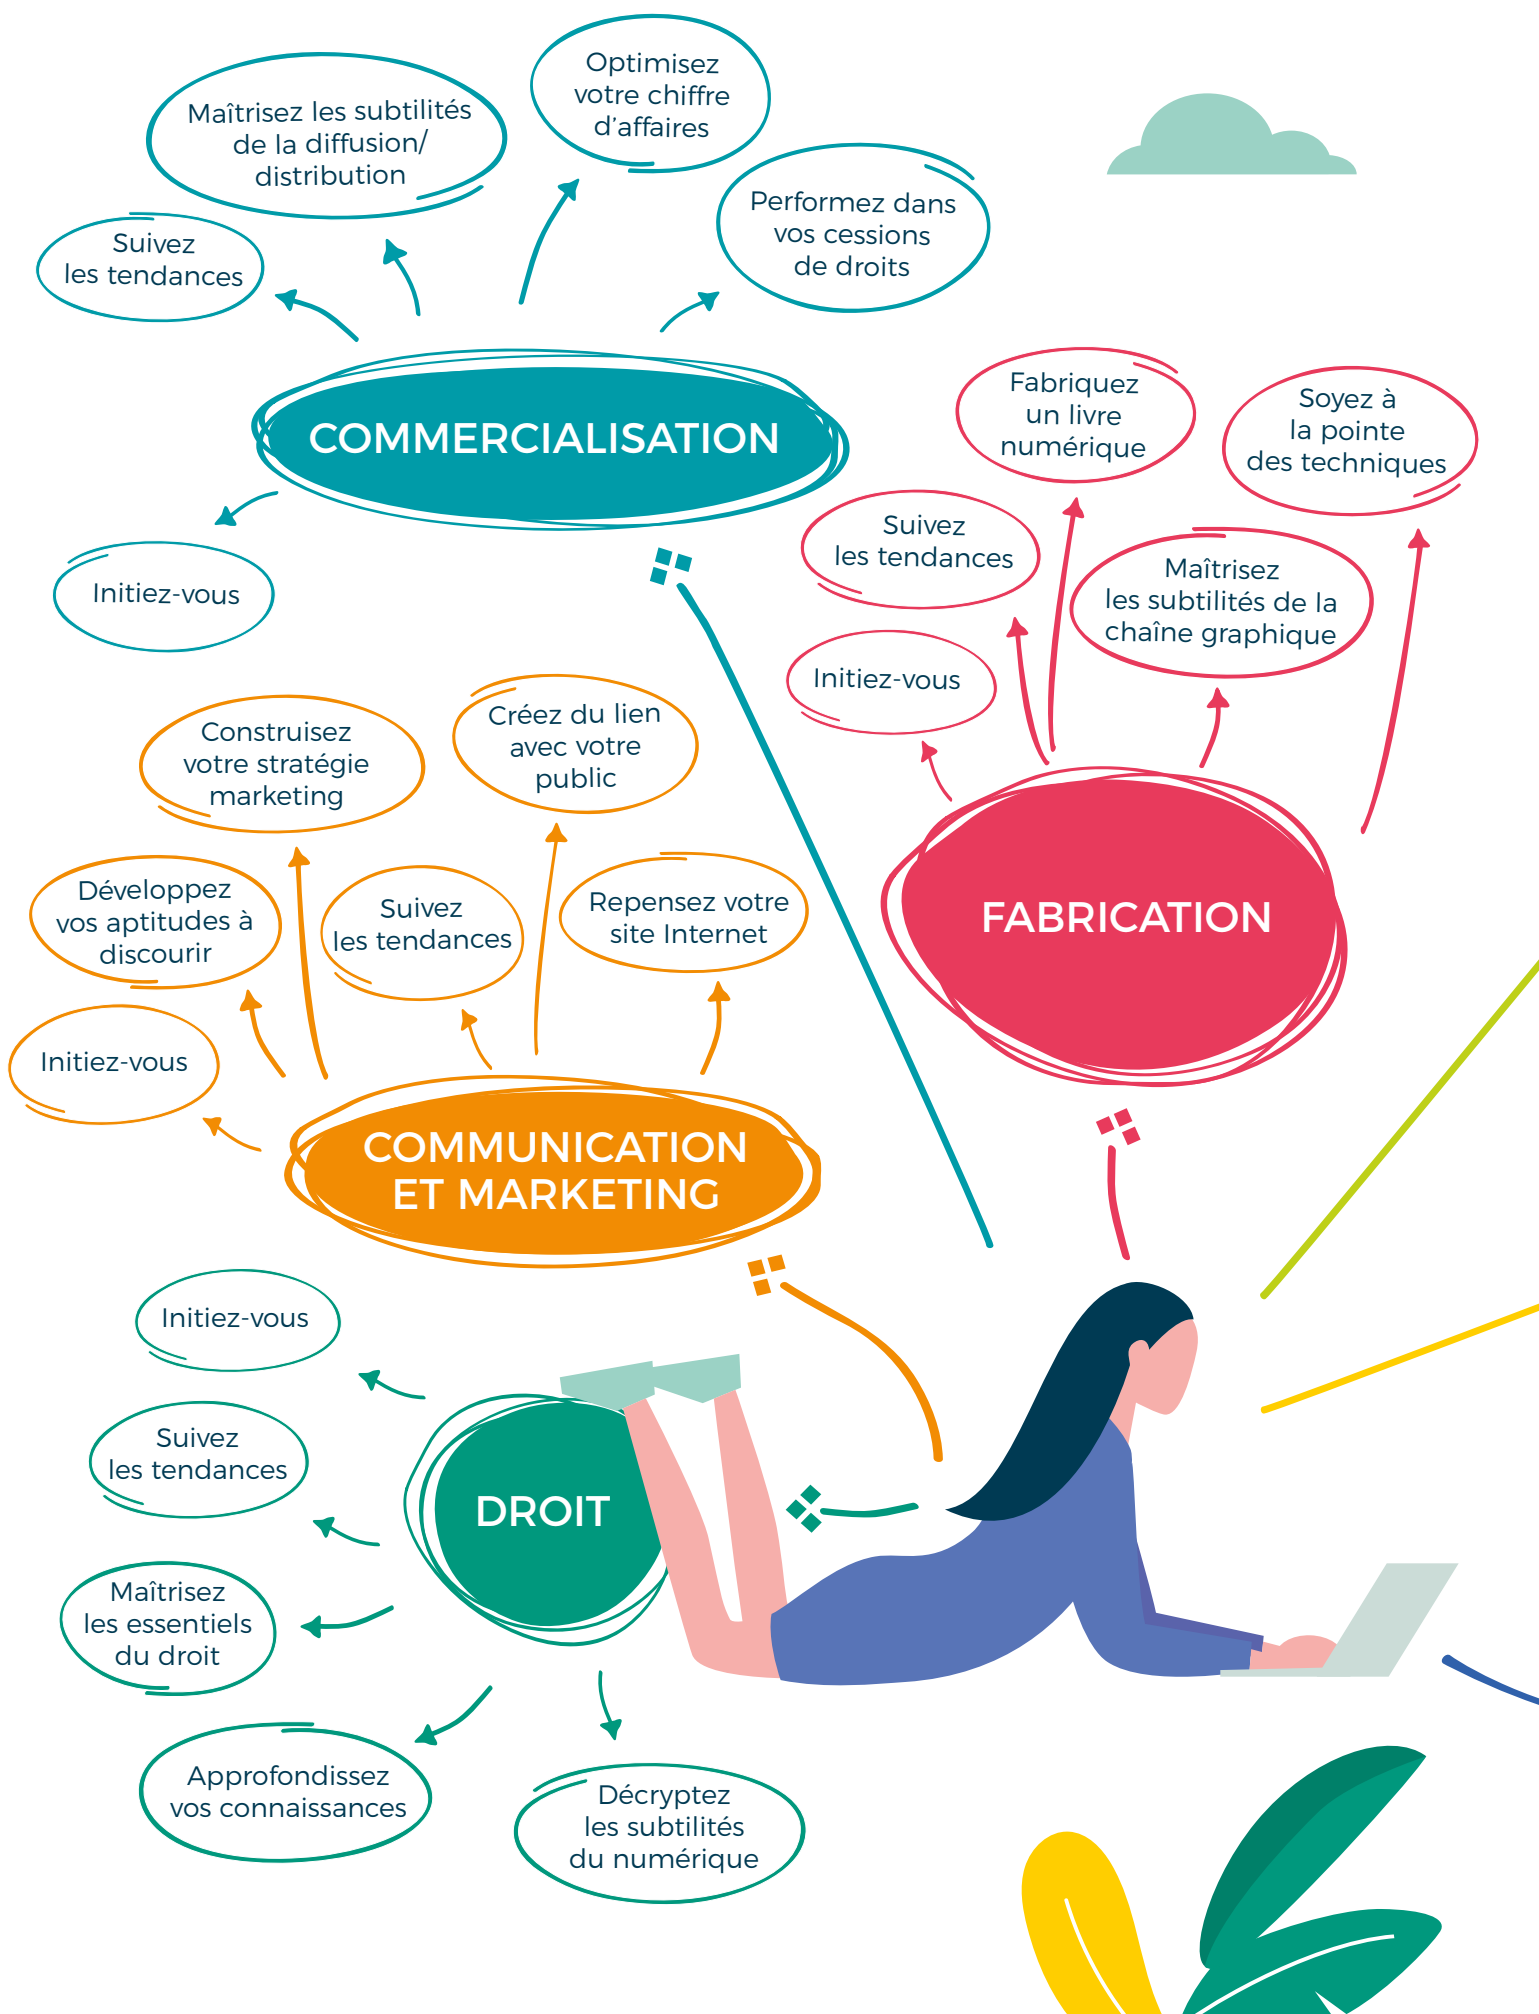 Optimisez
votre chiffre
d'affaires
Maîtrisez les subtilités
de la diffusion/
distribution
Performez dans
vos cessions
de droits
Suivez
les tendances
COMMERCIALISATION
Initiez-vous
Fabriquez
un livre
numérique
Soyez à
la pointe
des techniques
Suivez
les tendances
Maîtrisez
les subtilités de la
chaîne graphique
Initiez-vous
FABRICATION
Construisez
votre stratégie
marketing
Créez du lien
avec votre
public
Développez
vos aptitudes à
discourir
Suivez
les tendances
Repensez votre
site Internet
Initiez-vous
COMMUNICATION
ET MARKETING
Initiez-vous
Suivez
les tendances
DROIT
Maîtrisez
les essentiels
du droit
Approfondissez
vos connaissances
Décryptez
les subtilités
du numérique